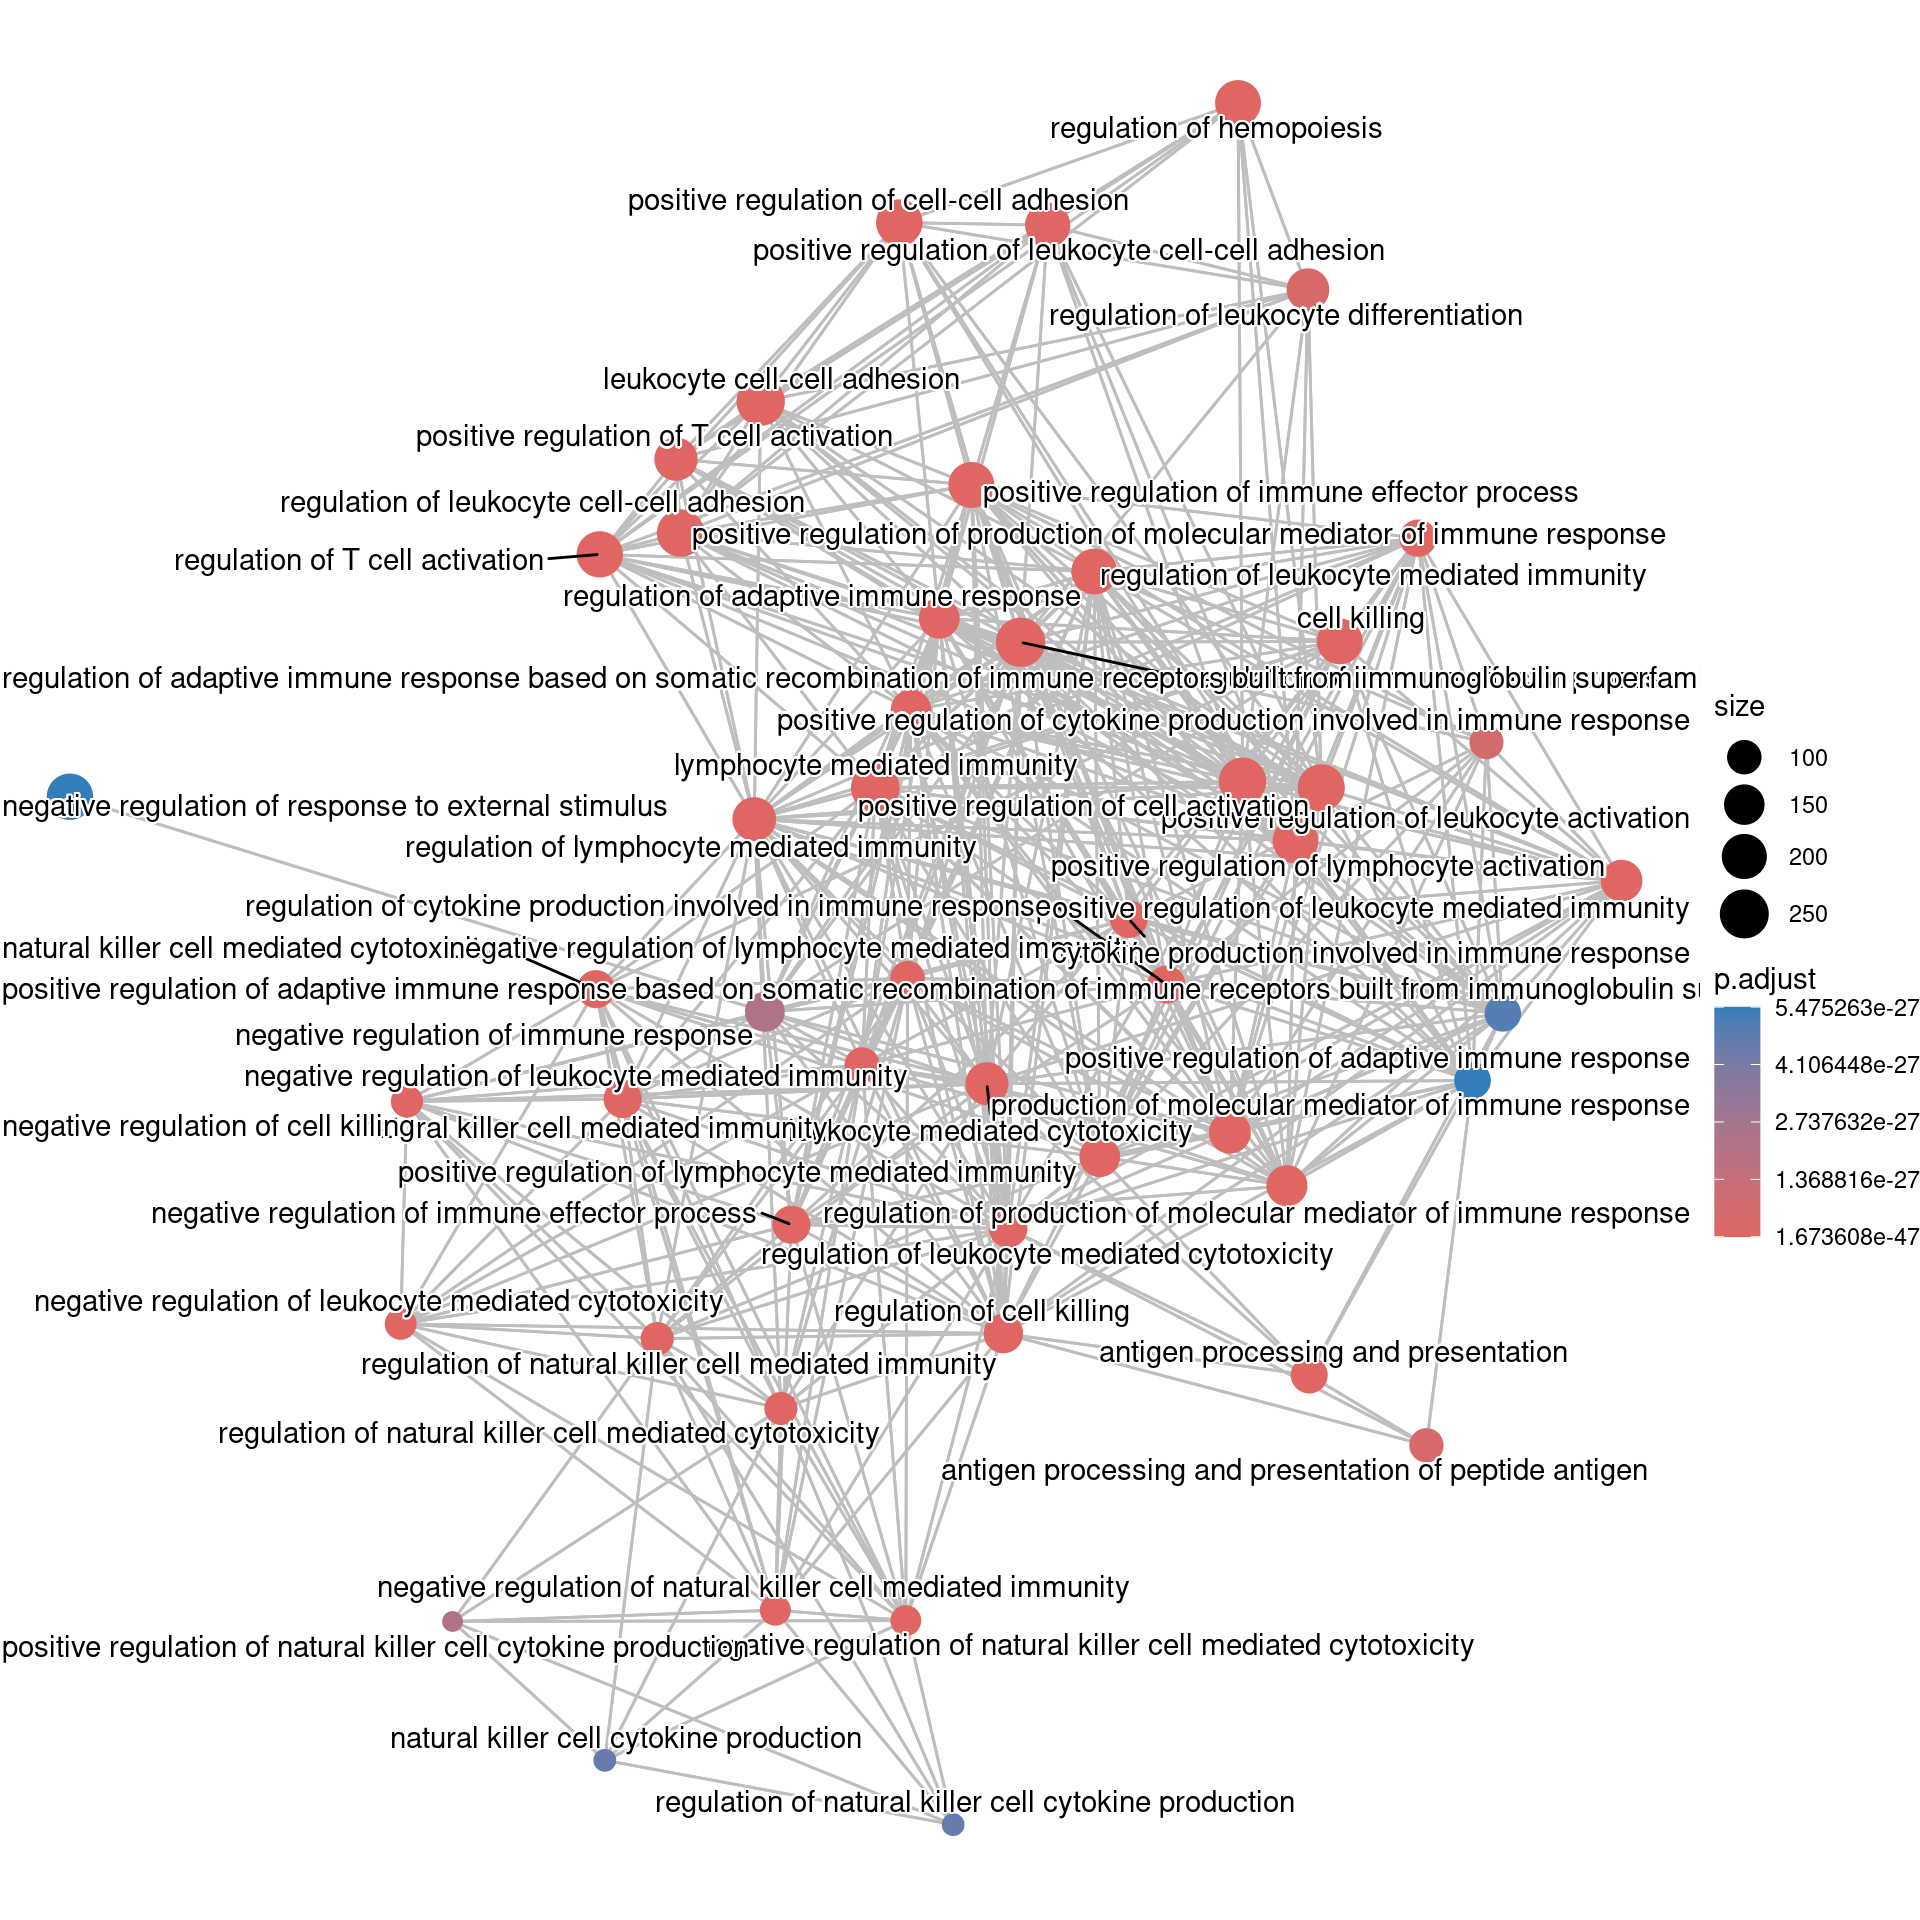 regulation of hemopoiesis
positive regulation of cell-cell adhesion
positive regulation of leukocyte cell-cell adhesion
regulation of leukocyte differentiation
leukocyte cell-cell adhesion
positive regulation of T cell activation
positive regulation of immune effector process
regulation of leukocyte cell-cell adhesion
positive regulation of production of molecular mediator of immune response
regulation of T cell activation
regulation of leukocyte mediated immunity
regulation of adaptive immune response
cell killing
regulation of adaptive immune response based on somatic recombination of immune receptors built from immunoglobulin superfam
positive regulation of cytokine production involved in immune response
lymphocyte mediated immunity
positive regulation of cell activation
positive regulation of leukocyte activation
negative regulation of response to external stimulus
regulation of lymphocyte mediated immunity
positive regulation of lymphocyte activation
regulation of cytokine production involved in immune response
ositive regulation of leukocyte mediated immunity
natural killer cell mediated cytotoxi
negative regulation of lymphocyte mediated imm
cytokine production involved in immune response
positive regulation of adaptive immune response based on somatic recombination of immune receptors built from immunoglobulin su
negative regulation of immune response
positive regulation of adaptive immune response
negative regulation of leukocyte mediated immunity
production of molecular mediator of immune response
negative regulation of cell killing
ral killer cell mediated immunity
kocyte mediated cytotoxicity
positive regulation of lymphocyte mediated immunity
negative regulation of immune effector process
regulation of production of molecular mediator of immune response
regulation of leukocyte mediated cytotoxicity
negative regulation of leukocyte mediated cytotoxicity
regulation of cell killing
antigen processing and presentation
regulation of natural killer cell mediated immunity
regulation of natural killer cell mediated cytotoxicity
antigen processing and presentation of peptide antigen
negative regulation of natural killer cell mediated immunity
positive regulation of natural killer cell cytokine production
gative regulation of natural killer cell mediated cytotoxicity
natural killer cell cytokine production
regulation of natural killer cell cytokine production
size
100
150
200
250
p.adjust
5.475263e-27
4.106448e-27
2.737632e-27
1.368816e-27
1.673608e-47